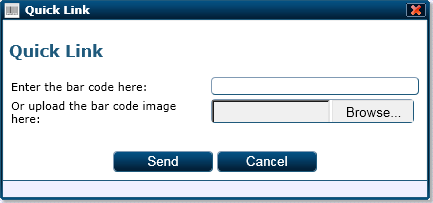 Quick Link
Quick Link
Enter the bar code here:
Or upload the bar code image
here:
Browse...
Send Cancel